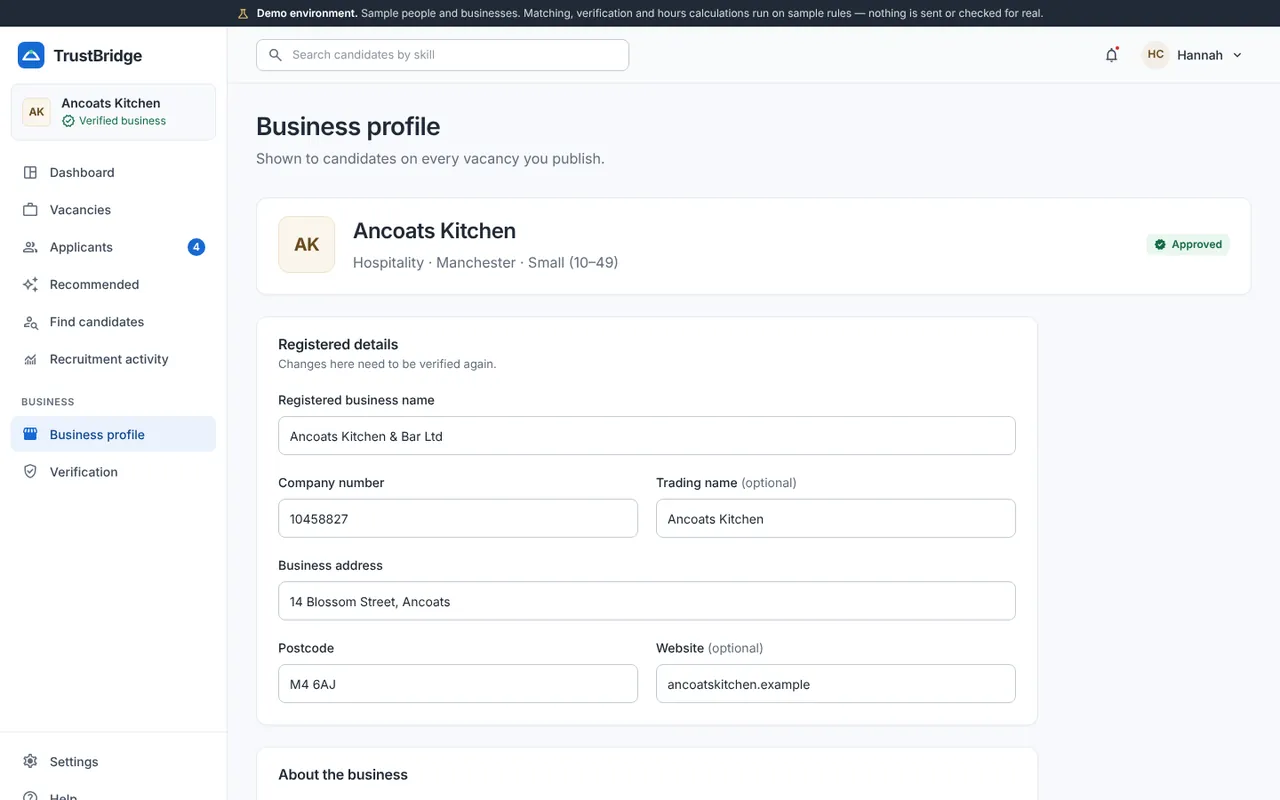 Demo environment. Sample people and businesses. Matching, verification and hours calculations run on sample rules — nothing is sent or checked for real.
TrustBridge
AK
Ancoats Kitchen
Verified business
Dashboard
Vacancies
Applicants 4
Recommended
Find candidates
Recruitment activity
BUSINESS
Business profile
Verification
Settings
Help
Search candidates by skill
HC Hannah
Business profile
Shown to candidates on every vacancy you publish.
AK
Ancoats Kitchen
Hospitality · Manchester · Small (10–49)
Approved
Registered details
Changes here need to be verified again.
Registered business name
Ancoats Kitchen & Bar Ltd
Company number
10458827
Trading name (optional)
Ancoats Kitchen
Business address
14 Blossom Street, Ancoats
Postcode
M4 6AJ
Website (optional)
ancoatskitchen.example
About the business